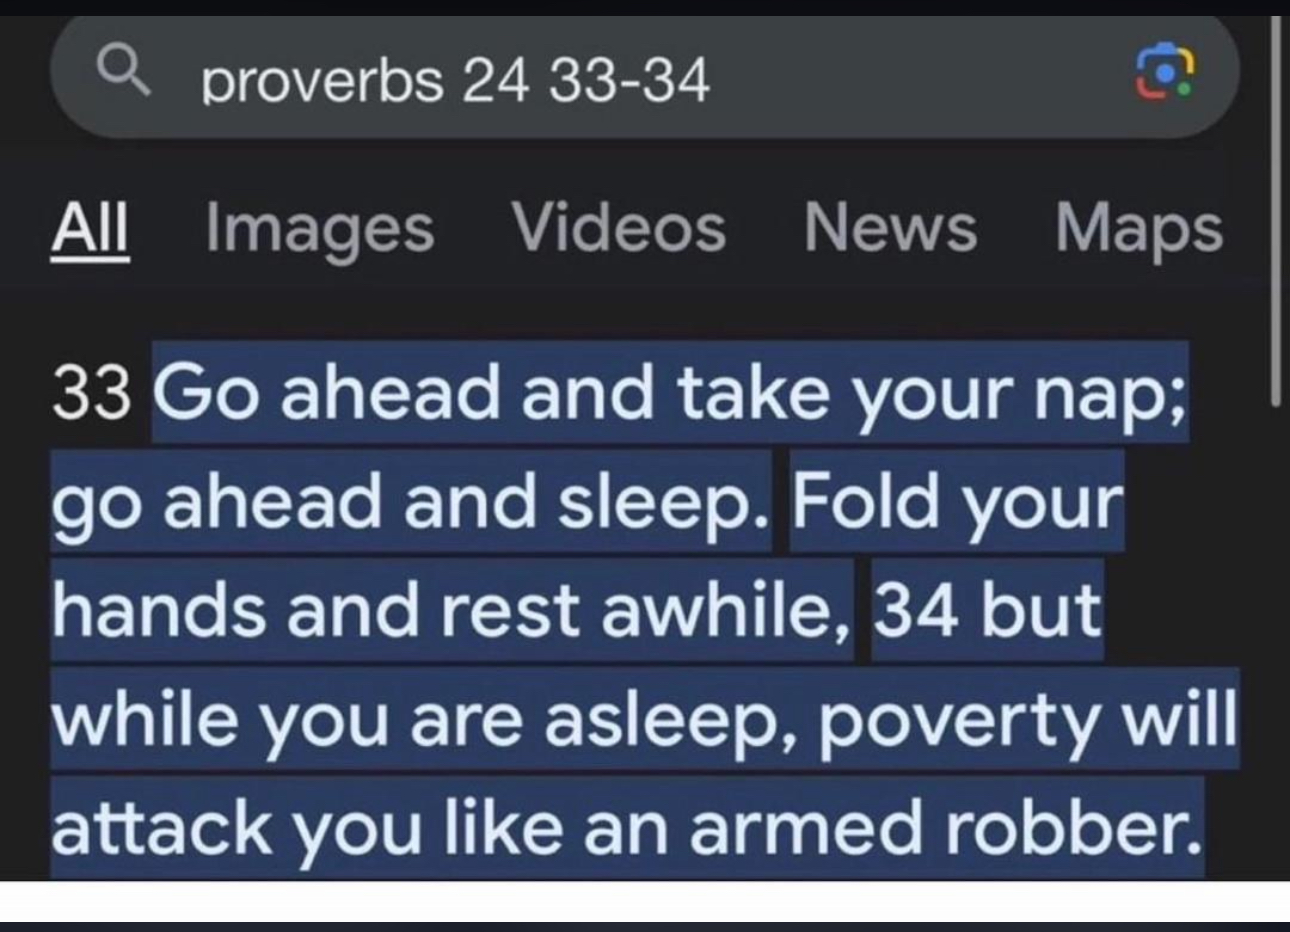 proverbs 24 33-34
All Images Videos News Maps
33 Go ahead and take your nap;
go ahead and sleep. Fold your
hands and rest awhile, 34 but
while you are asleep, poverty will
attack you like an armed robber.